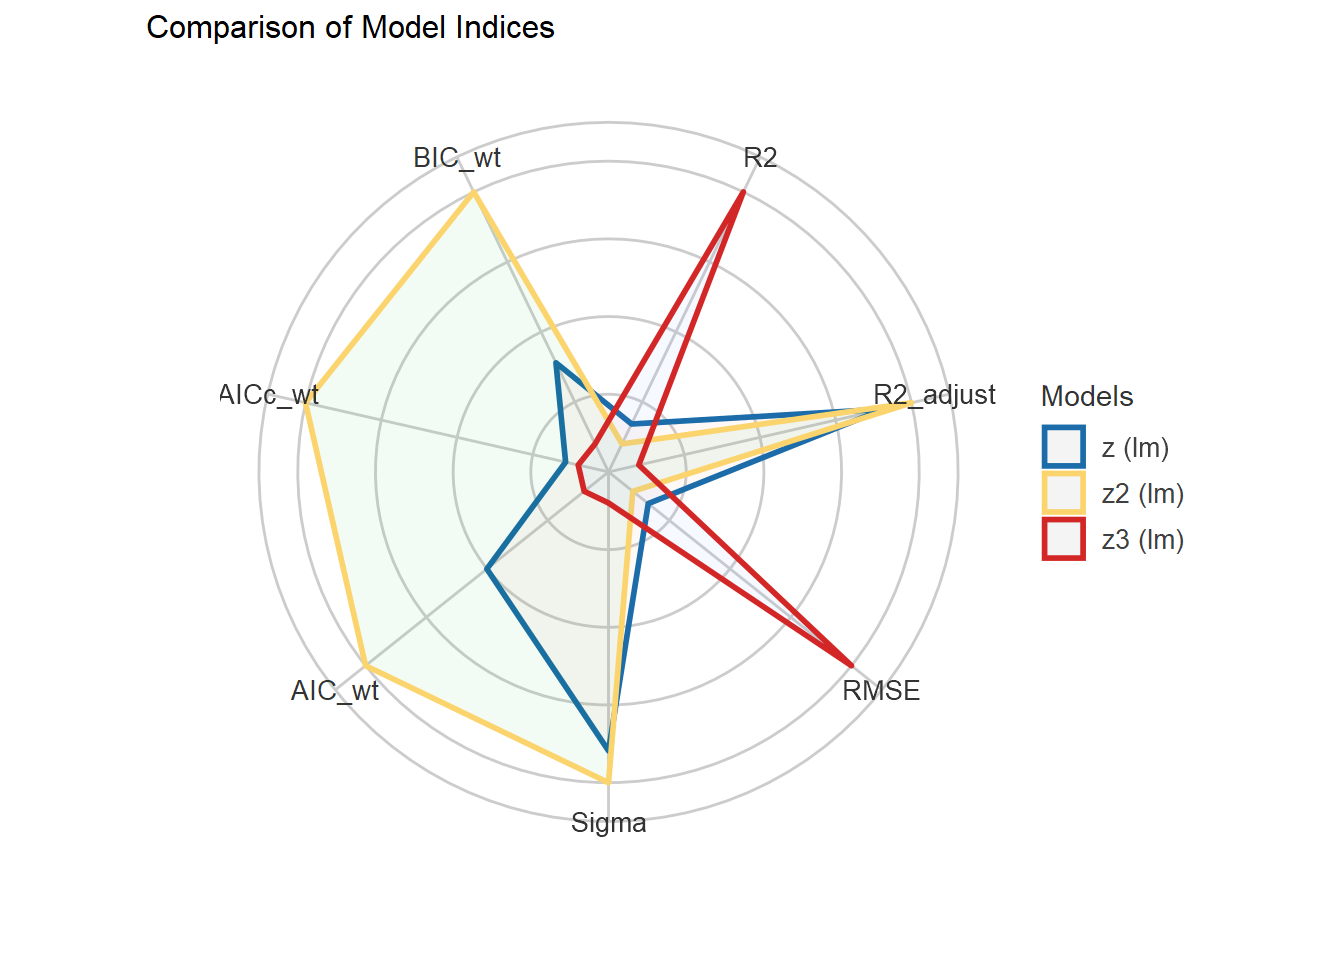 Comparison of Model Indices
BIC_wt
R2
AICc_wt
R2_adjust
AIC_wt
RMSE
Sigma
Models
z (lm)
z2 (lm)
z3 (lm)